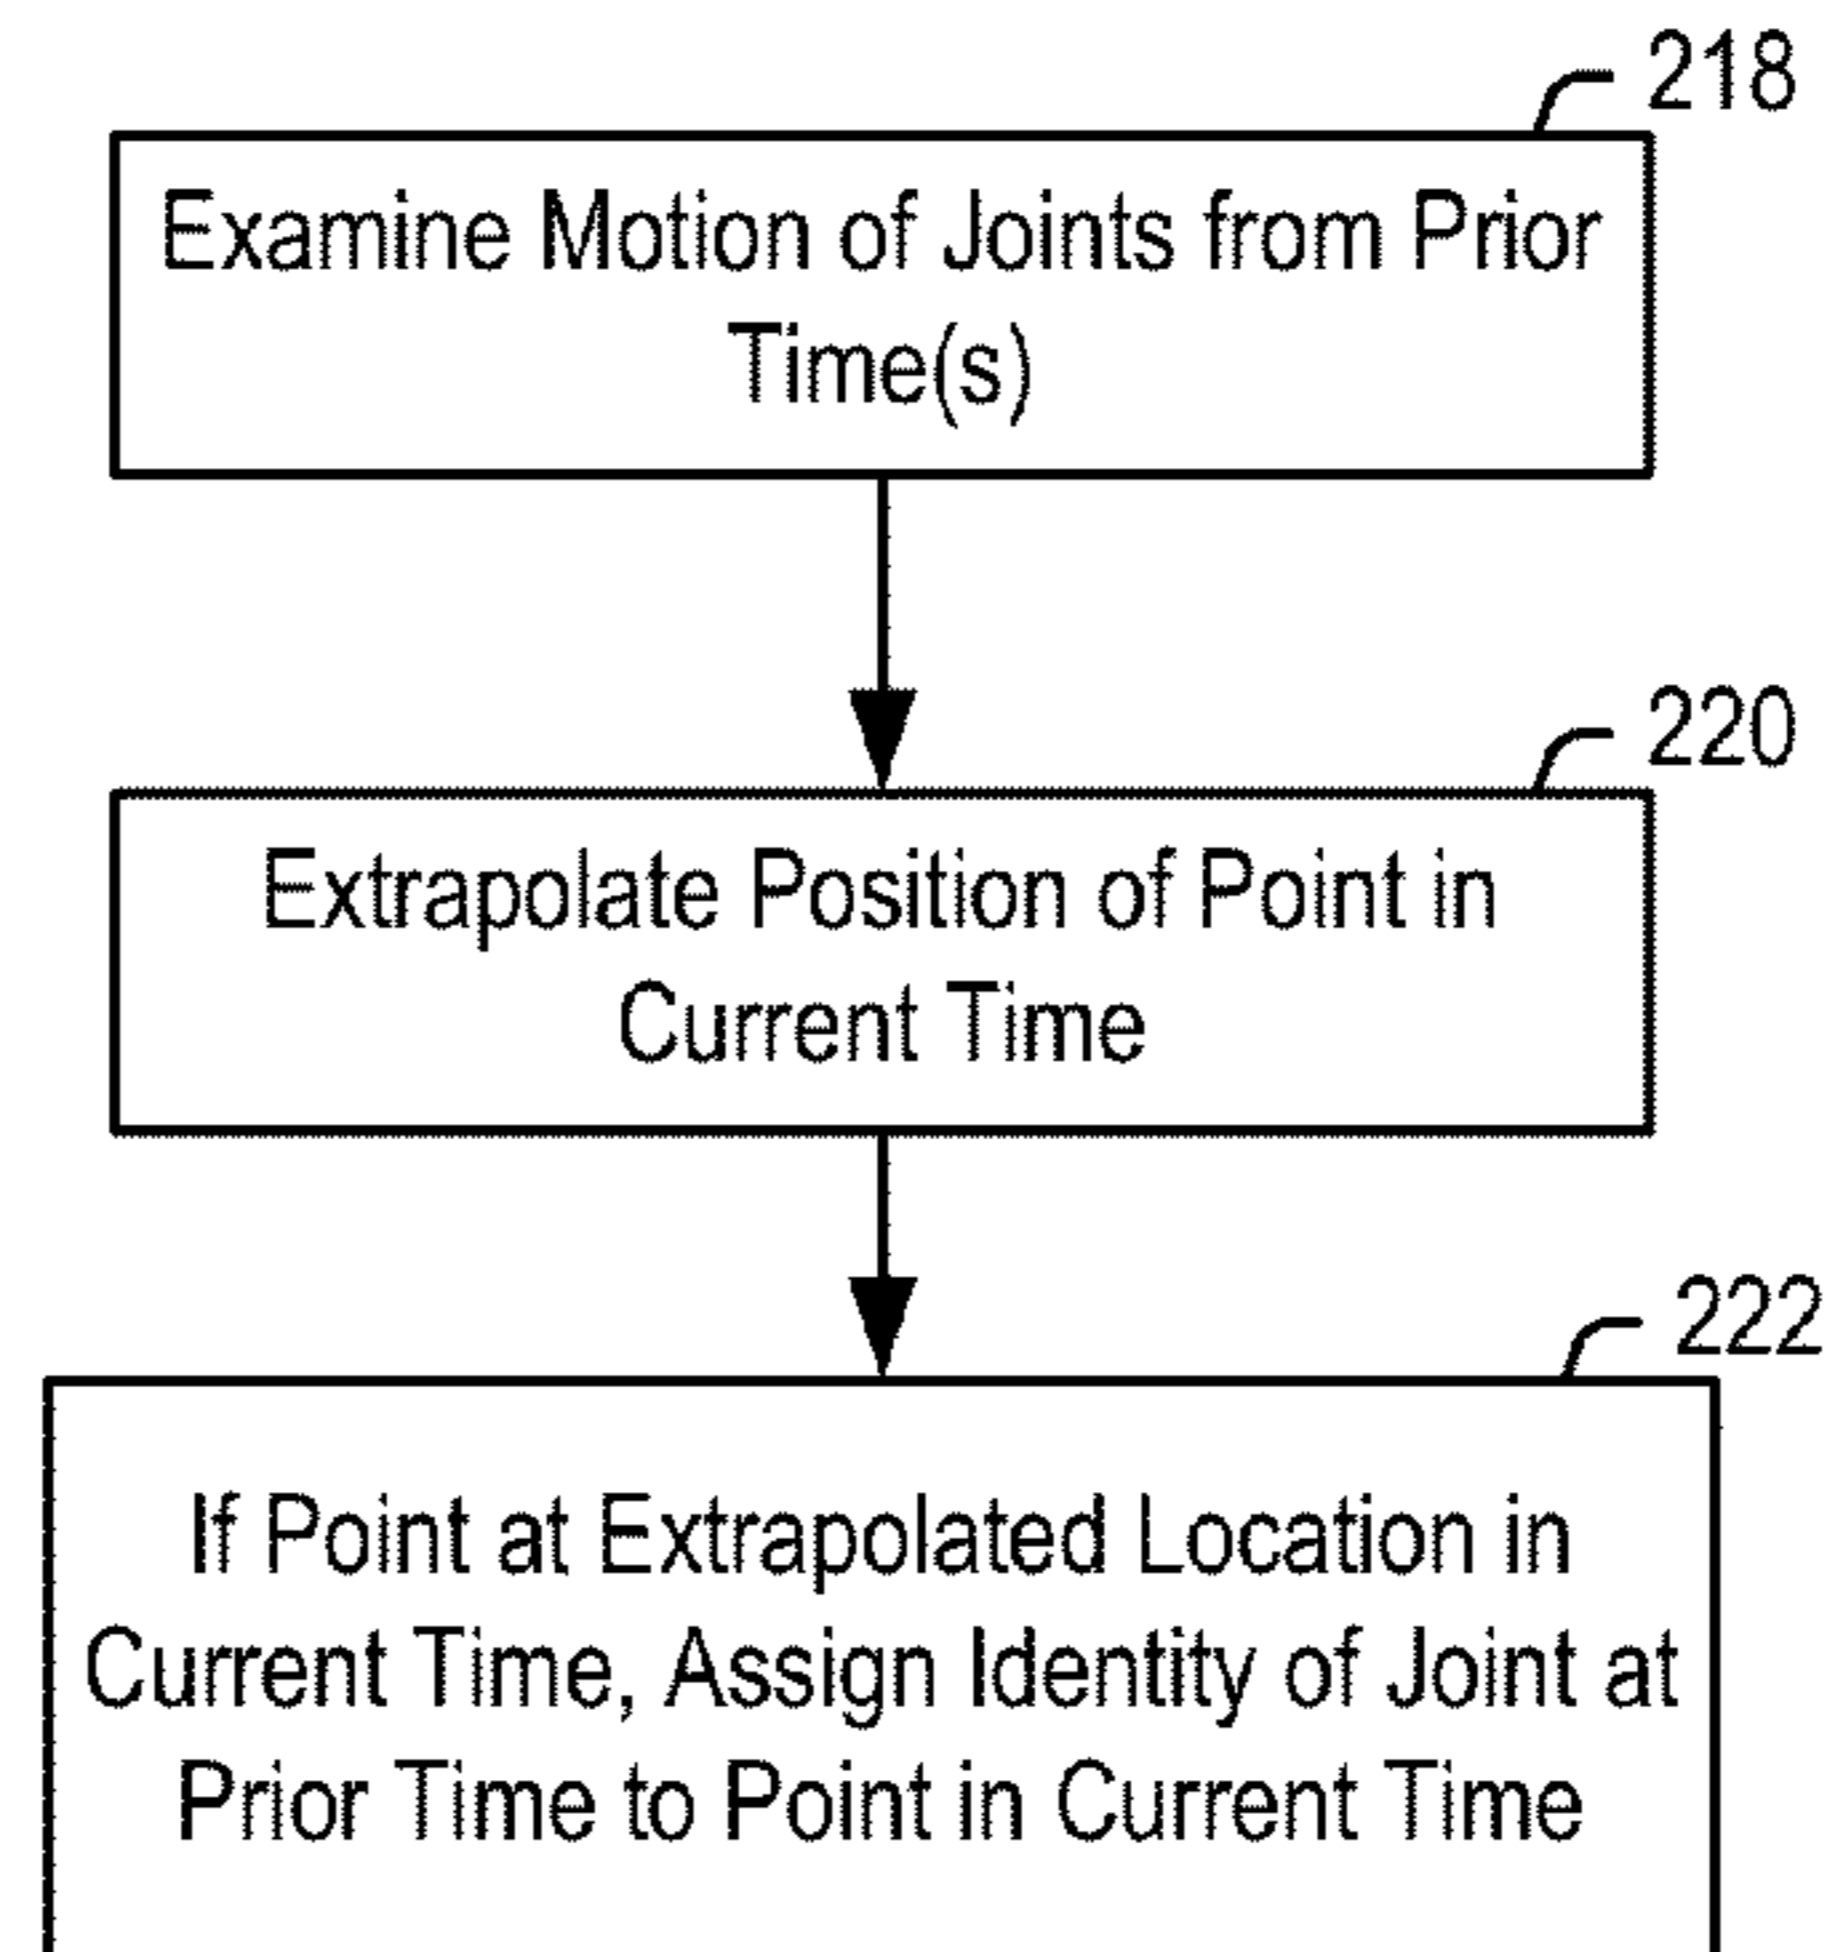 218
Examine Motion of Joints from Prior
Time(s)
220
Extrapolate Position of Point in
Current Time
222
If Point at Extrapolated Location in
Current Time, Assign Identity of Joint at
Prior Time to Point in Current Time